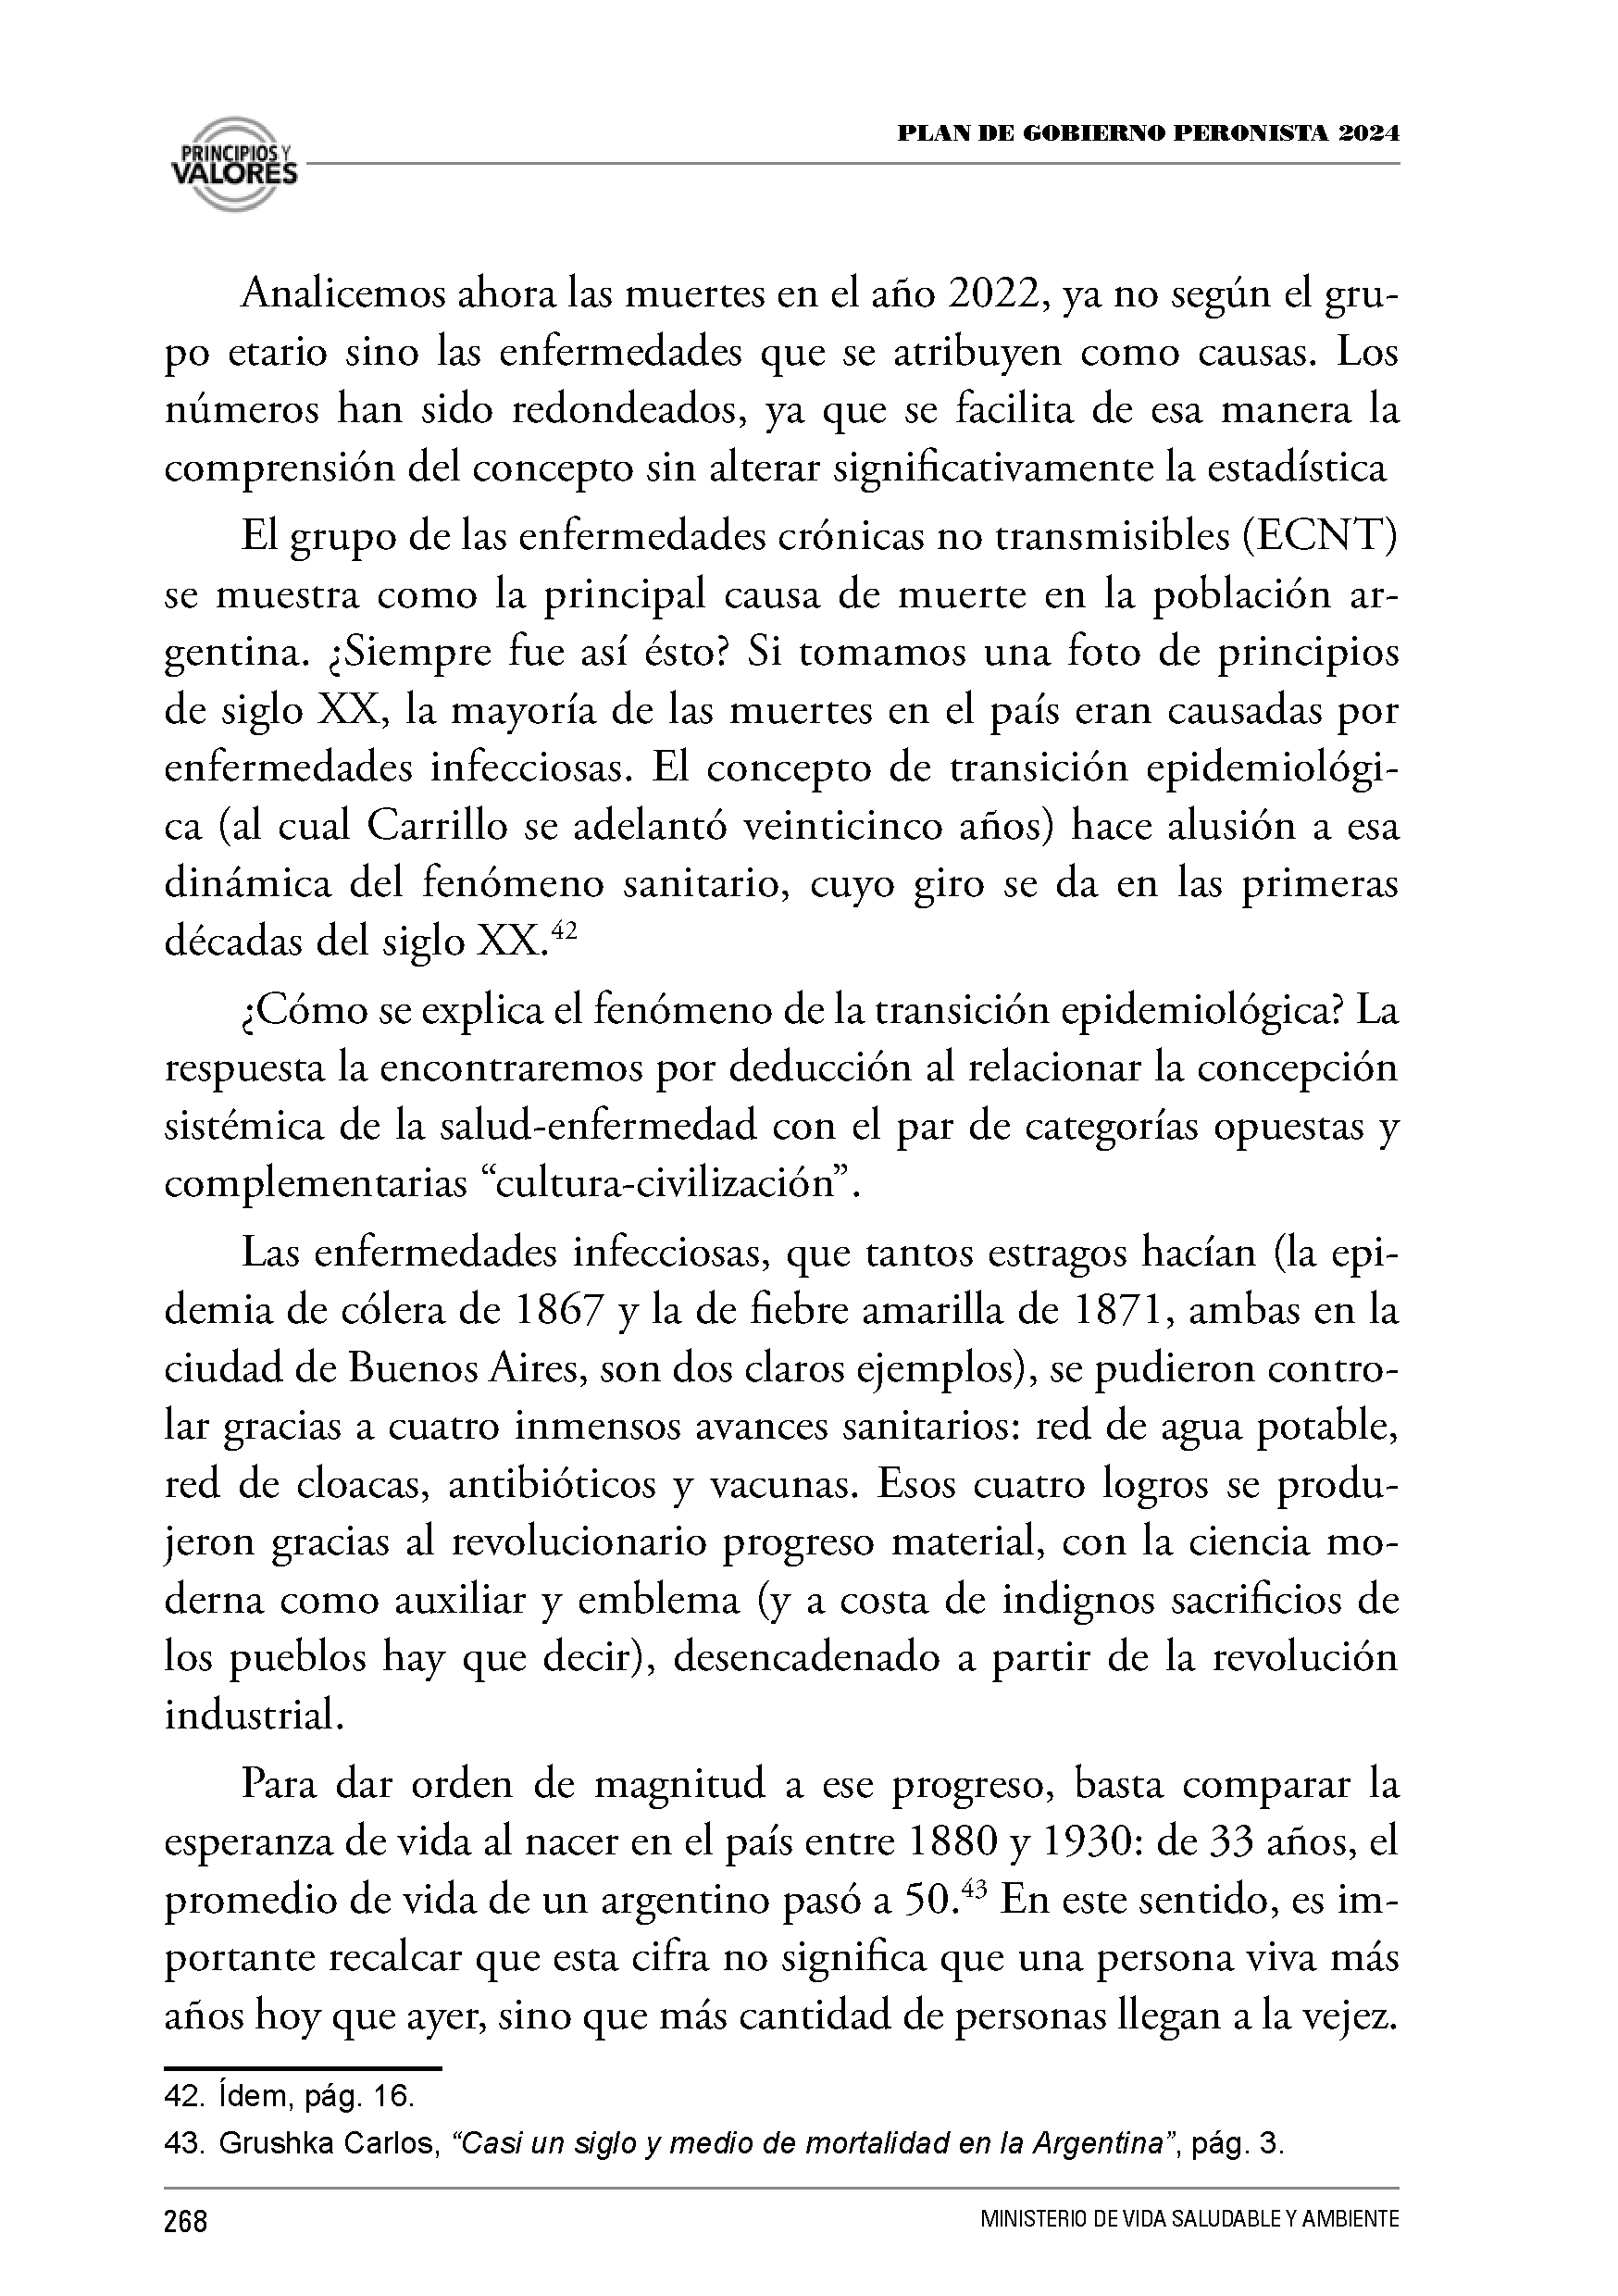 PRINCIPIOS Y
VALORES
PLAN DE GOBIERNO PERONISTA 2024
Analicemos ahora las muertes en el año 2022, ya no según el gru-
po etario sino las enfermedades que se atribuyen como causas. Los
números han sido redondeados, ya que se facilita de esa manera la
comprensión del concepto sin alterar significativamente la estadística
El grupo de las enfermedades crónicas no transmisibles (ECNT)
se muestra como la principal causa de muerte en la población ar-
gentina. ¿Siempre fue así ésto? Si tomamos una foto de principios
de siglo XX, la mayoría de las muertes en el país eran causadas por
enfermedades infecciosas. El concepto de transición epidemiológi-
ca (al cual Carrillo se adelantó veinticinco años) hace alusión a esa
dinámica del fenómeno sanitario, cuyo giro se da en las primeras
décadas del siglo XX.42
¿Cómo se explica el fenómeno de la transición epidemiológica? La
respuesta la encontraremos por deducción al relacionar la concepción
sistémica de la salud-enfermedad con el par de categorías opuestas y
complementarias “cultura-civilización”.
Las enfermedades infecciosas, que tantos estragos hacían (la epi-
demia de cólera de 1867 y la de fiebre amarilla de 1871, ambas en la
ciudad de Buenos Aires, son dos claros ejemplos), se pudieron contro-
lar gracias a cuatro inmensos avances sanitarios: red de agua potable,
red de cloacas, antibióticos y vacunas. Esos cuatro logros se produ-
jeron gracias al revolucionario progreso material, con la ciencia mo-
derna como auxiliar y emblema (y a costa de indignos sacrificios de
los pueblos hay que decir), desencadenado a partir de la revolución
industrial.
Para dar orden de magnitud a ese progreso, basta comparar la
esperanza de vida al nacer en el país entre 1880 y 1930: de 33 años, el
promedio de vida de un argentino pasó a 50.43 En este sentido, es im-
portante recalcar que esta cifra no significa que una persona viva más
años hoy que ayer, sino que más cantidad de personas llegan a la vejez.
42. Ídem, pág. 16.
43. Grushka Carlos, “Casi un siglo y medio de mortalidad en la Argentina”, pág. 3.
268
MINISTERIO DE VIDA SALUDABLE Y AMBIENTE